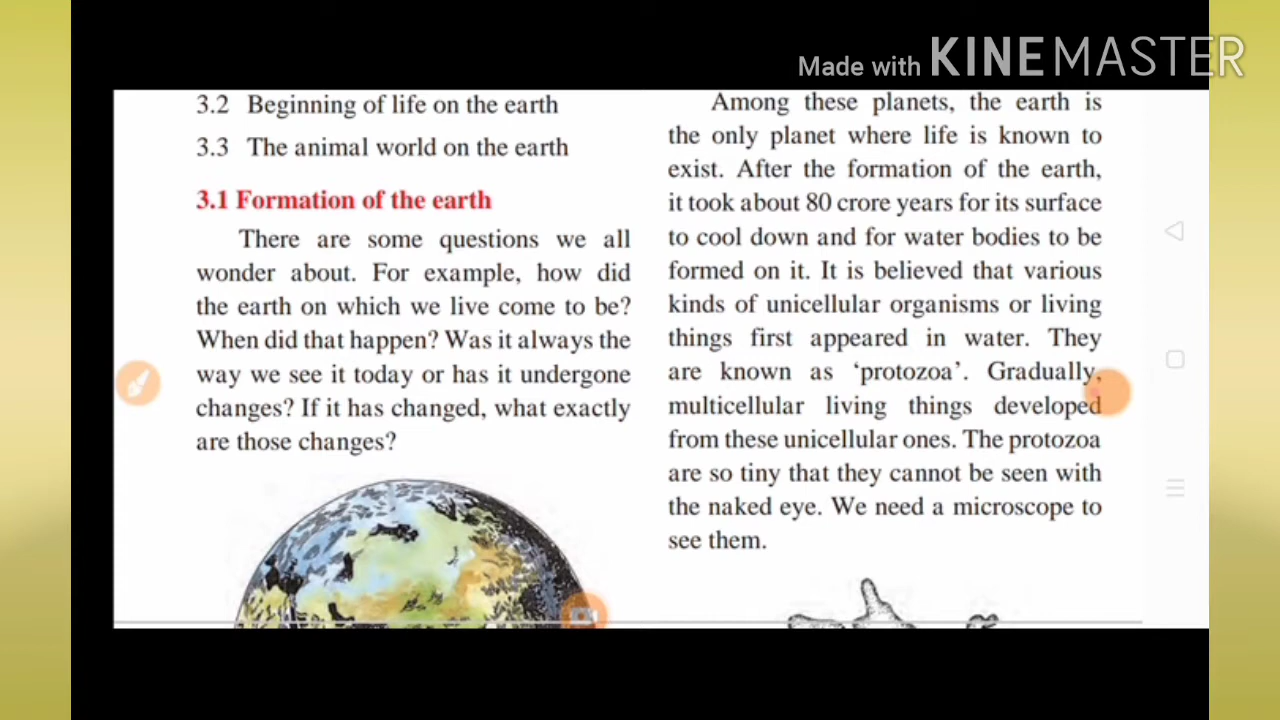 Made with KINEMASTER
3.2 Beginning of life on the earth
3.3 The animal world on the earth
3.1 Formation of the earth
There are some questions we all
wonder about. For example, how did
the earth on which we live come to be?
When did that happen? Was it always the
way we see it today or has it undergone
changes? If it has changed, what exactly
are those changes?
Among these planets, the earth is
the only planet where life is known to
exist. After the formation of the earth,
it took about 80 crore years for its surface
to cool down and for water bodies to be
formed on it. It is believed that various
kinds of unicellular organisms or living
things first appeared in water. They
are known as ‘protozoa’. Gradually,
multicellular living things developed
from these unicellular ones. The protozoa
are so tiny that they cannot be seen with
the naked eye. We need a microscope to
see them.